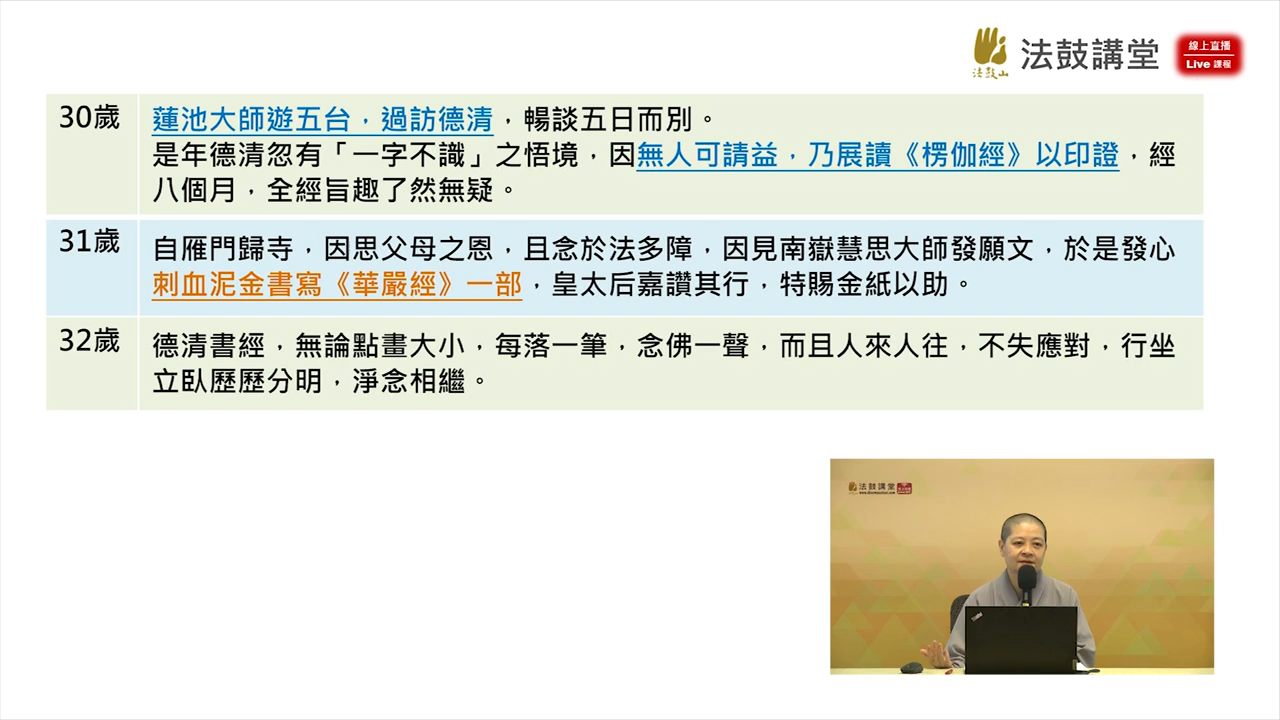 法鼓山
法鼓講堂
線上直播
Live 課程
30歲
蓮池大師遊五台，過訪德清，暢談五日而別。
是年德清忽有「一字不識」之悟境，因無人可請益，乃展讀《楞伽經》以印證，經
八個月，全經旨趣了然無疑。
31歲
自雁門歸寺，因思父母之恩，且念於法多障，因見南嶽慧思大師發願文，於是發心
刺血泥金書寫《華嚴經》一部，皇太后嘉讚其行，特賜金紙以助。
32歲
德清書經，無論點畫大小，每落一筆，念佛一聲，而且人來人往，不失應對，行坐
立臥歷歷分明，淨念相繼。
法鼓講堂